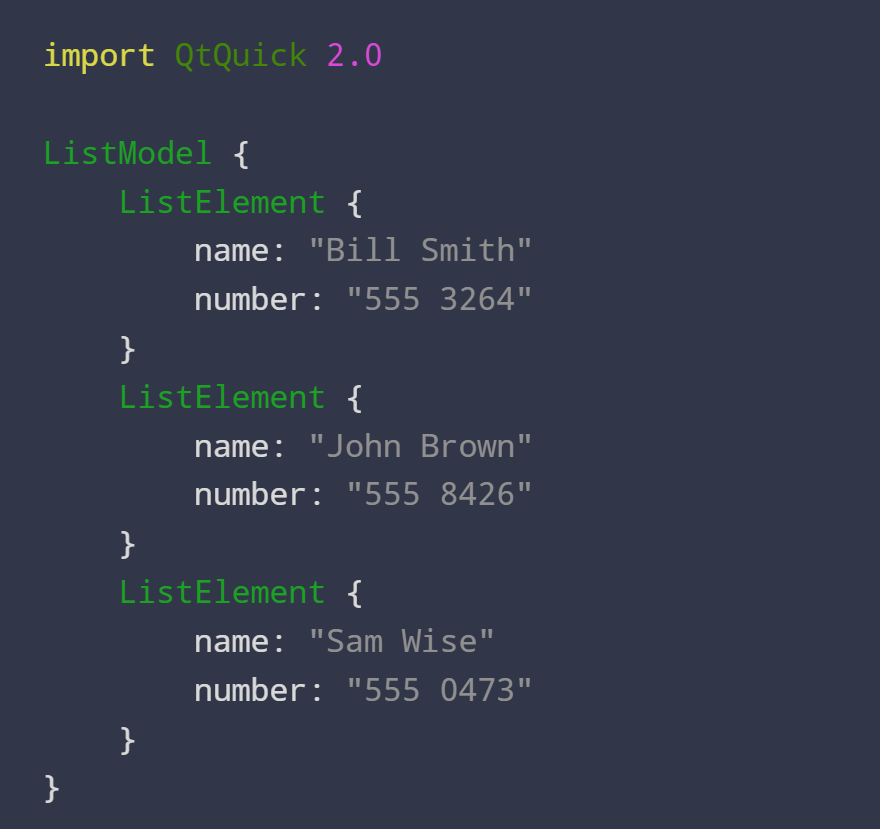 import QtQuick 2.0

ListModel {
    ListElement {
        name: "Bill Smith"
        number: "555 3264"
    }
    ListElement {
        name: "John Brown"
        number: "555 8426"
    }
    ListElement {
        name: "Sam Wise"
        number: "555 0473"
    }
}